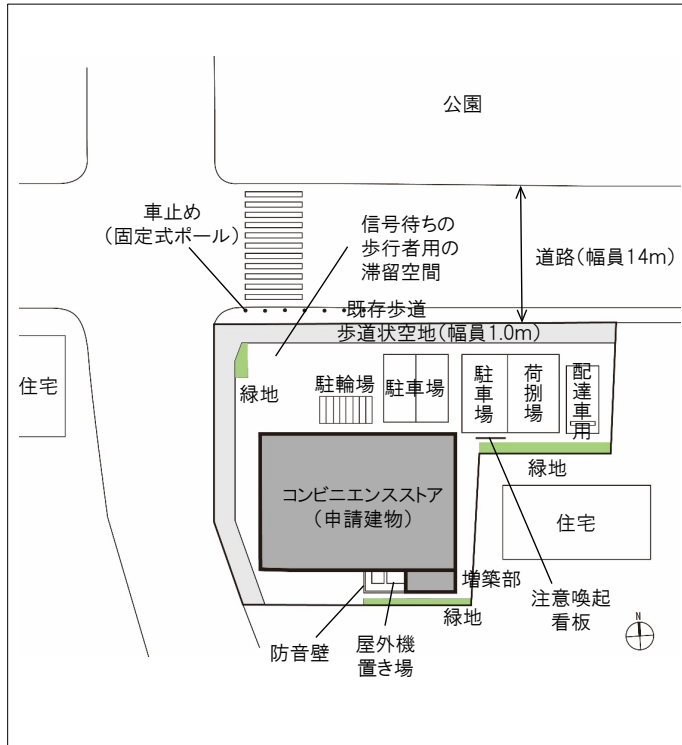 公園
車止め
（固定式ポール）
信号待ちの
歩行者用の
滞留空間
道路（幅員14m）
既存歩道
歩道状空地（幅員1.0m）
住宅
緑地
駐輪場
駐車場
駐車場
荷捌場
配達車用
緑地
コンビニエンスストア
（申請建物）
住宅
増築部
緑地
注意喚起
看板
防音壁
屋外機
置き場
N